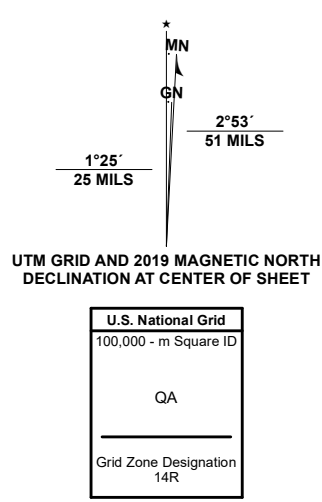 ★
MN
GN
2°53´
51 MILS
1°25´
25 MILS
UTM GRID AND 2019 MAGNETIC NORTH
DECLINATION AT CENTER OF SHEET
U.S. National Grid
100,000 - m Square ID
QA
Grid Zone Designation
14R